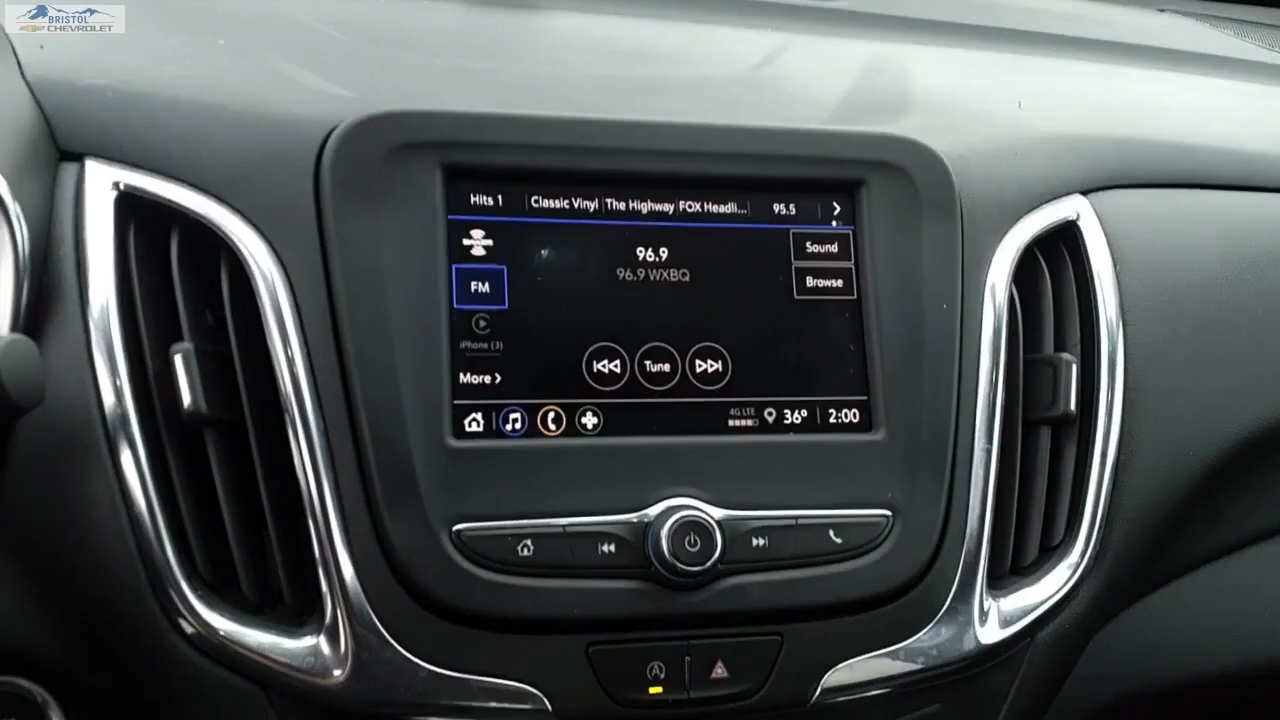 BRISTOL
CHEVROLET
Hits 1 Classic Vinyl The Highway FOX Headli... 95.5
96.9
96.9 WXBQ
Sound
FM
Browse
iPhone (3)
Tune
More
4G LTE
36° 2:00
A